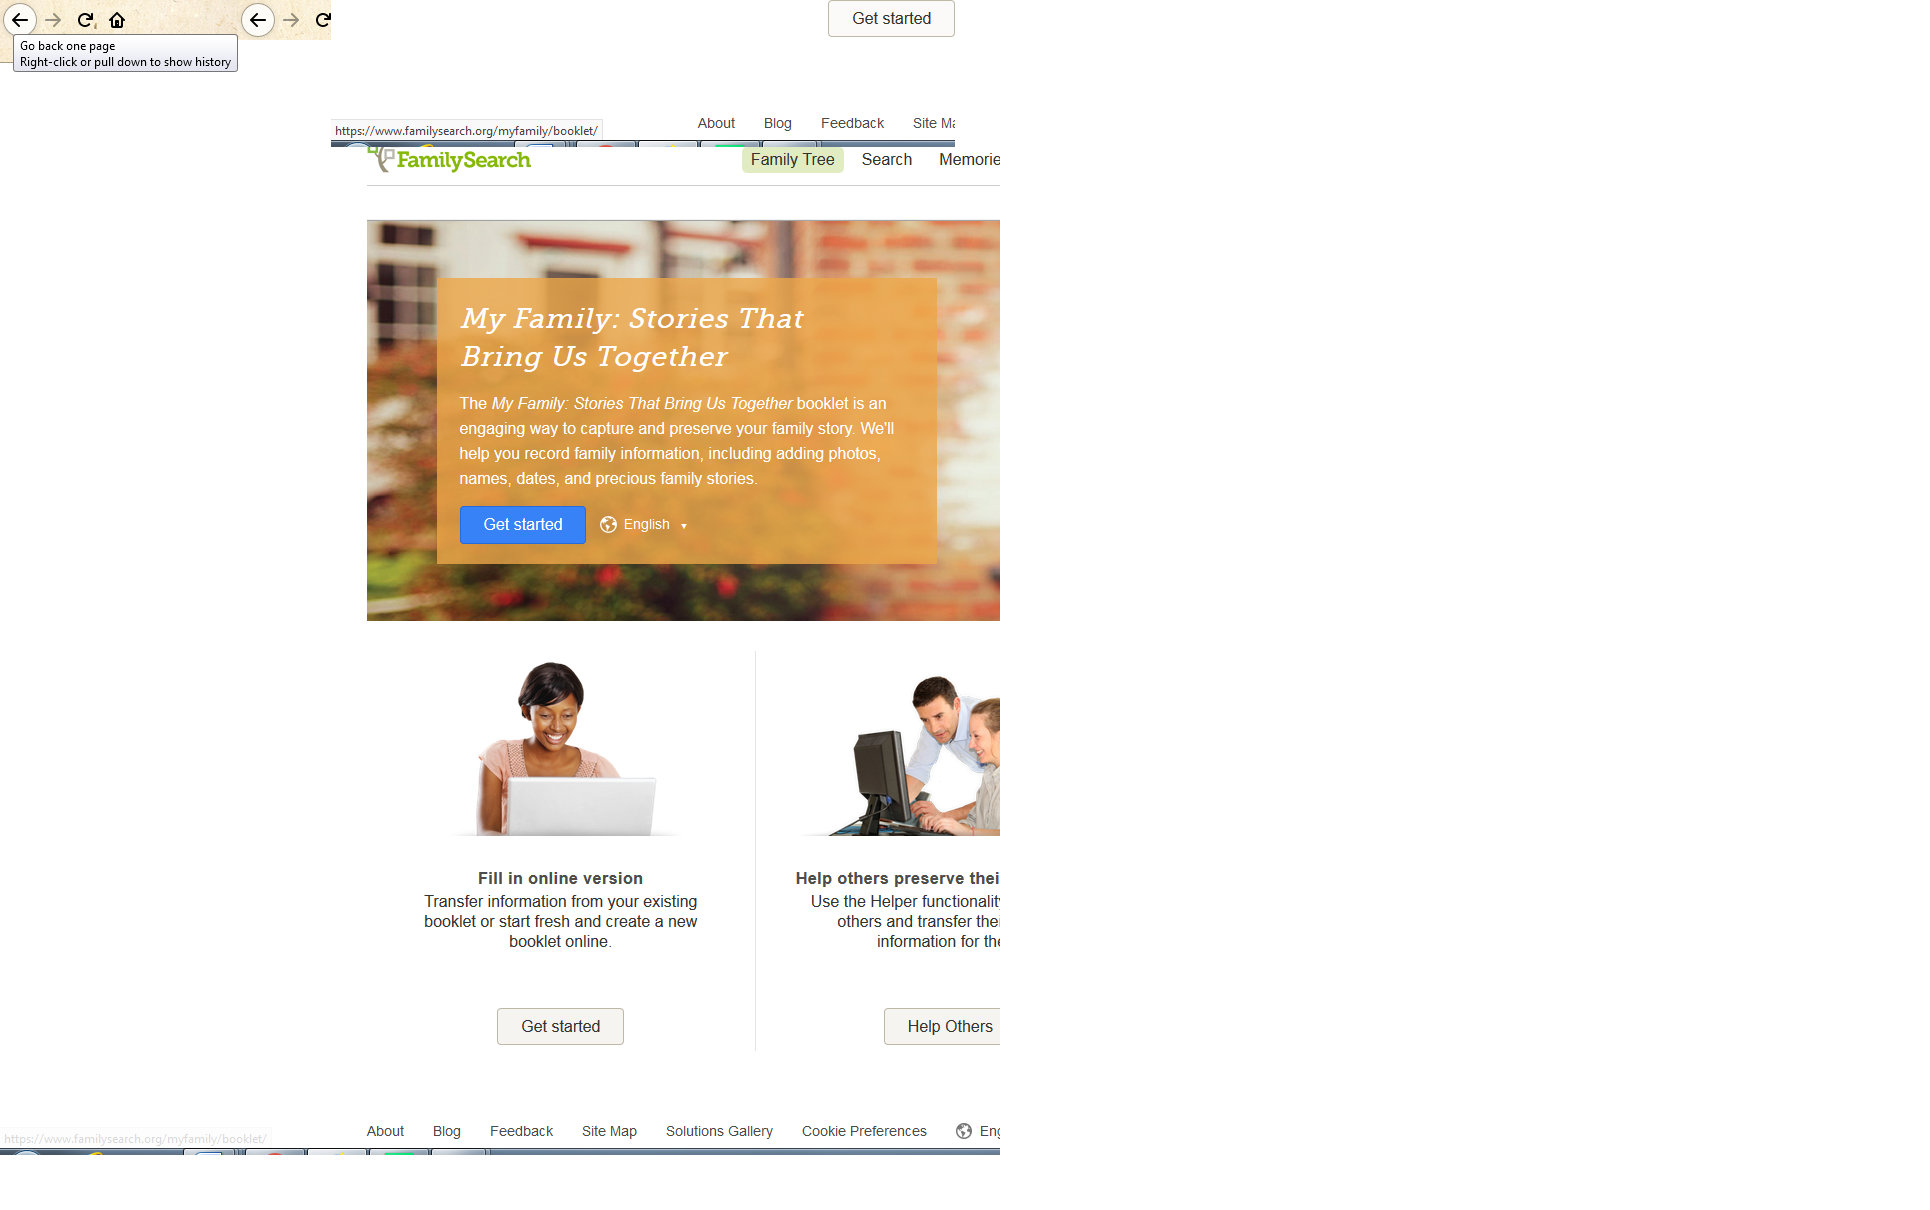 Get started
Go back one page
Right-click or pull down to show history
About Blog Feedback Site Ma
https://www.familysearch.org/myfamily/booklet/
FamilySearch
Family Tree Search Memorie
My Family: Stories That
Bring Us Together
The My Family: Stories That Bring Us Together booklet is an
engaging way to capture and preserve your family story. We'll
help you record family information, including adding photos,
names, dates, and precious family stories.
Get started English
Fill in online version
Transfer information from your existing
booklet or start fresh and create a new
booklet online.
Get started
Help others preserve thei
Use the Helper functionality
others and transfer thei
information for the
Help Others
About Blog Feedback Site Map Solutions Gallery Cookie Preferences Eng
https://www.familysearch.org/myfamily/booklet/